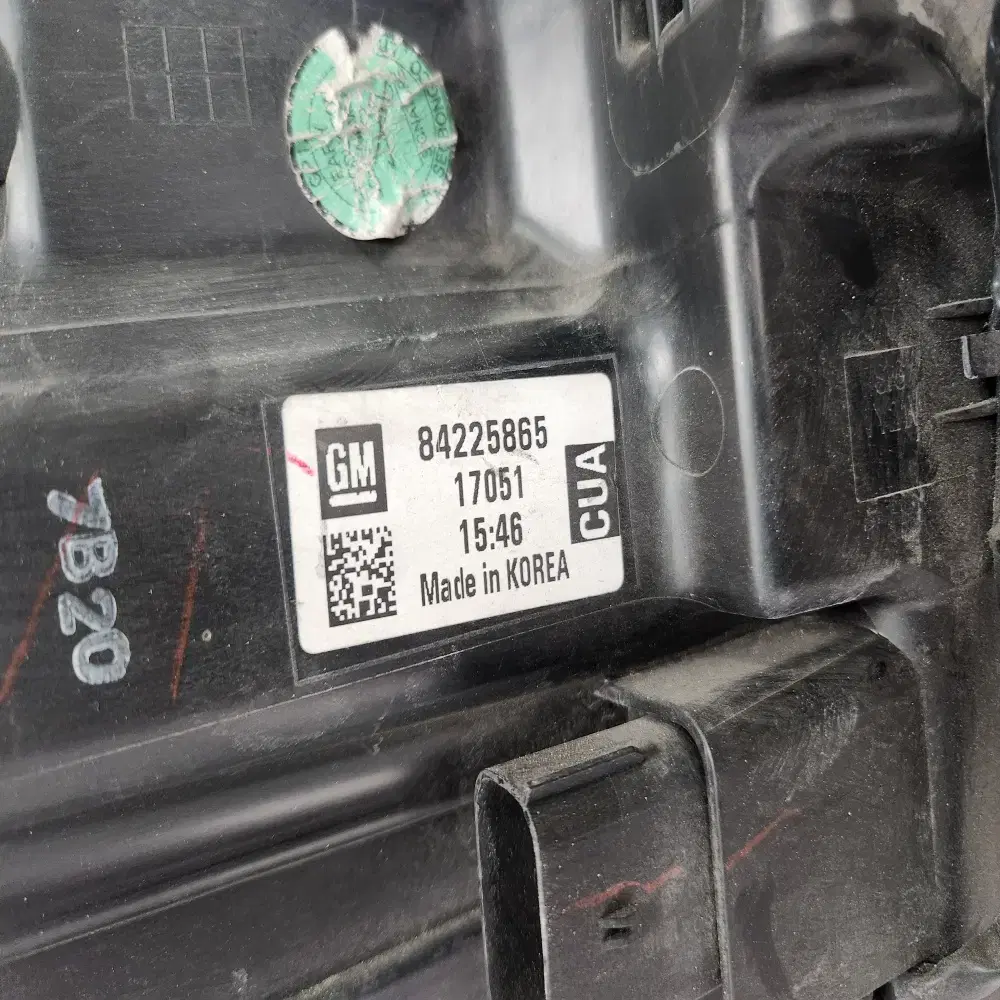 GM
84225865
17051
15:46
Made in KOREA
CUA
7B20